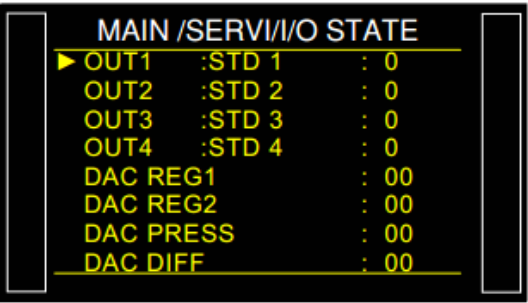 MAIN /SERVI/I/O STATE
► OUT1 :STD 1 : 0
OUT2 :STD 2 : 0
OUT3 :STD 3 : 0
OUT4 :STD 4 : 0
DAC REG1 : 00
DAC REG2 : 00
DAC PRESS : 00
DAC DIFF : 00